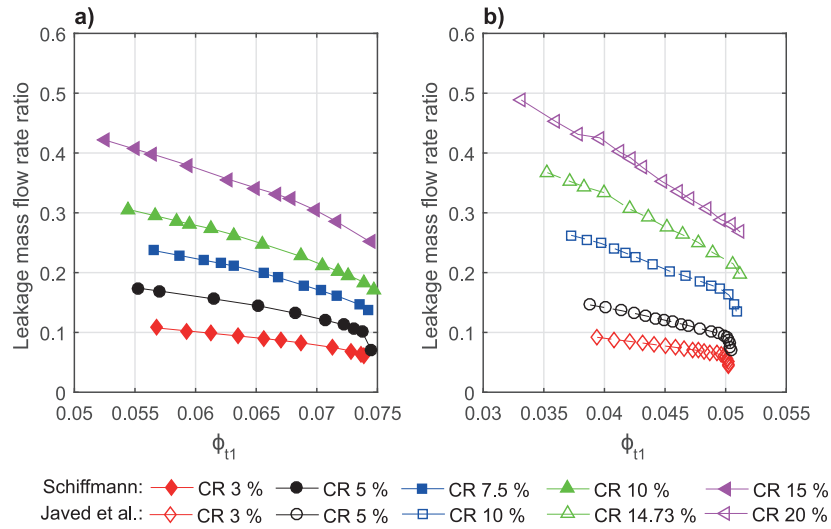 a)
Leakage mass flow rate ratio
0.6
0.5
0.4
0.3
0.2
0.1
0
0.05 0.055 0.06 0.065 0.07 0.075
ϕt1
b)
Leakage mass flow rate ratio
0.6
0.5
0.4
0.3
0.2
0.1
0
0.03 0.035 0.04 0.045 0.05 0.055
ϕt1
Schiffmann: CR 3 % CR 5 % CR 7.5 % CR 10 % CR 15 %
Javed et al.: CR 3 % CR 5 % CR 10 % CR 14.73 % CR 20 %